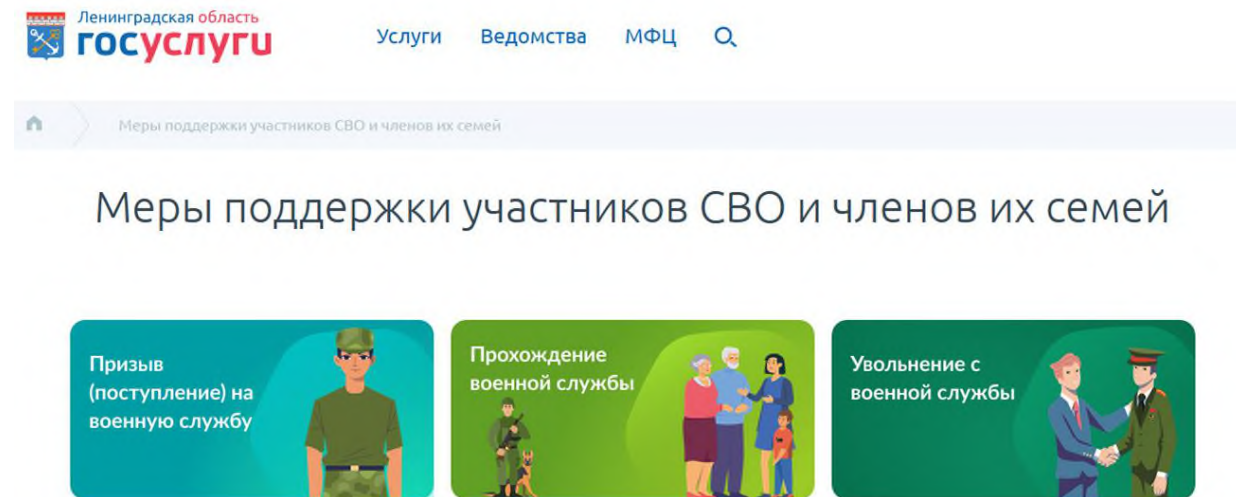 Ленинградская область
госуслуги
Услуги Ведомства МФЦ
Меры поддержки участников СВО и членов их семей
Меры поддержки участников СВО и членов их семей
Призыв
(поступление) на
военную службу
Прохождение
военной службы
Увольнение с
военной службы